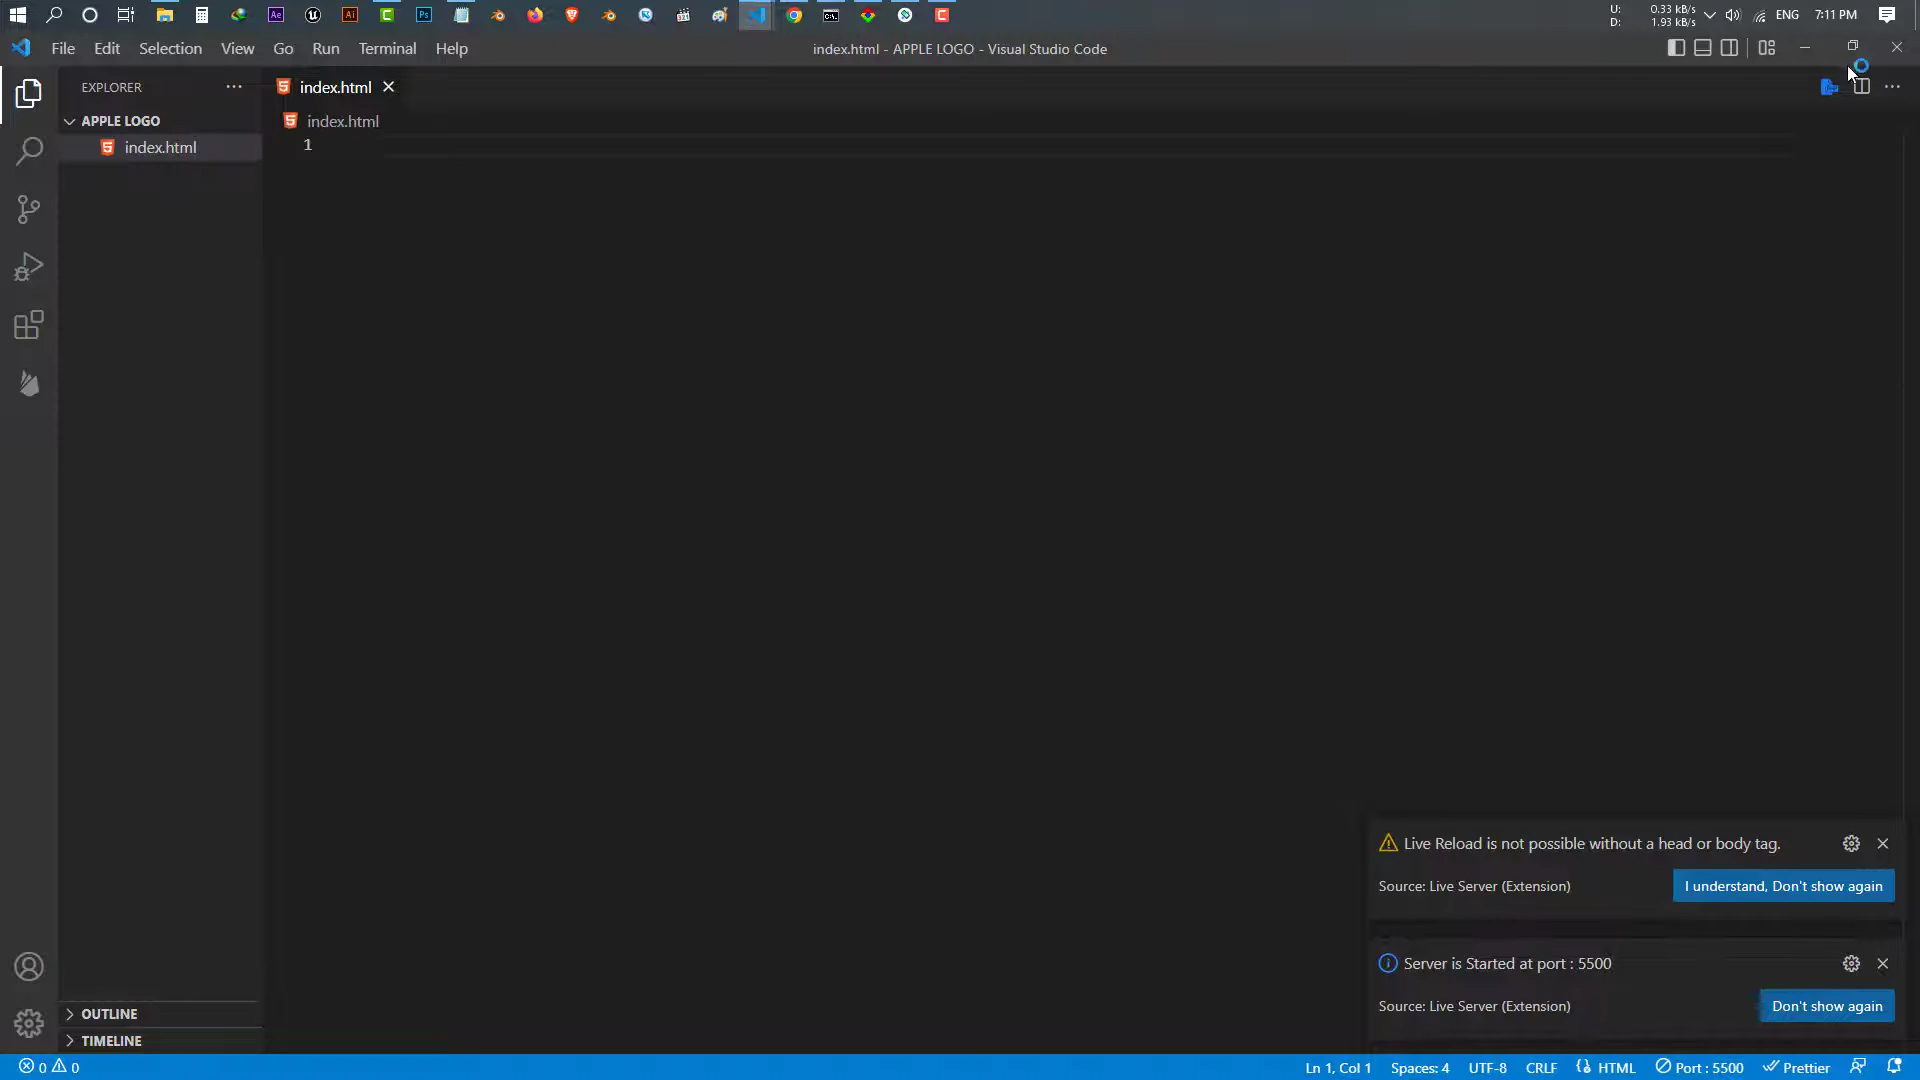 U: 0.33 kB/s
D: 1.93 kB/s
ENG 7:11 PM
File Edit Selection View Go Run Terminal Help
index.html - APPLE LOGO - Visual Studio Code
EXPLORER
index.html
APPLE LOGO
index.html
index.html
1
Live Reload is not possible without a head or body tag.
Source: Live Server (Extension)
I understand, Don't show again
Server is Started at port : 5500
Source: Live Server (Extension)
Don't show again
OUTLINE
TIMELINE
0 0
Ln 1, Col 1 Spaces: 4 UTF-8 CRLF HTML Port : 5500 Prettier